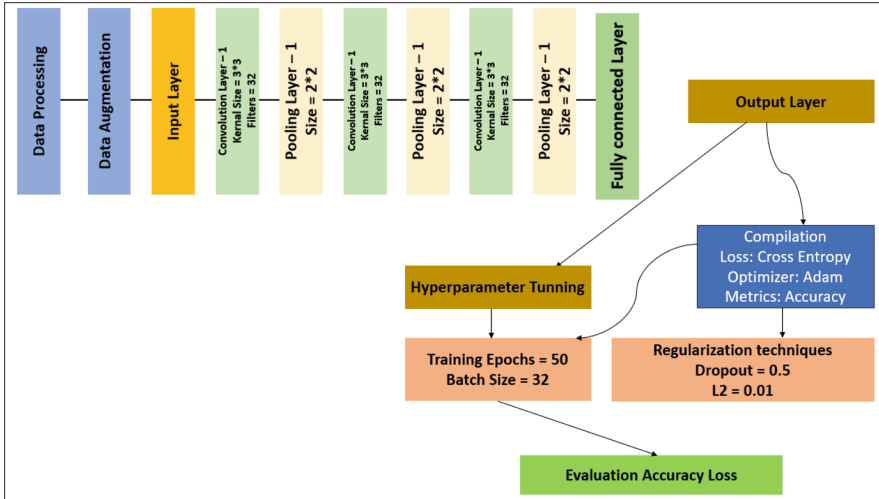 Data Processing
Data Augmentation
Input Layer
Convolution Layer – 1
Kernal Size = 3*3
Filters = 32
Pooling Layer – 1
Size = 2*2
Convolution Layer – 1
Kernal Size = 3*3
Filters = 32
Pooling Layer – 1
Size = 2*2
Convolution Layer – 1
Kernal Size = 3*3
Filters = 32
Pooling Layer – 1
Size = 2*2
Fully connected Layer
Output Layer
Compilation
Loss: Cross Entropy
Optimizer: Adam
Metrics: Accuracy
Hyperparameter Tunning
Training Epochs = 50
Batch Size = 32
Regularization techniques
Dropout = 0.5
L2 = 0.01
Evaluation Accuracy Loss